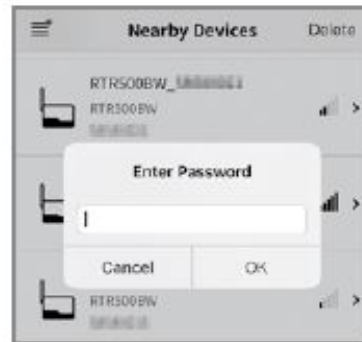 Nearby Devices Delete
RTR500BW_
RTR500BW
Enter Password
Cancel OK
RTR500BW